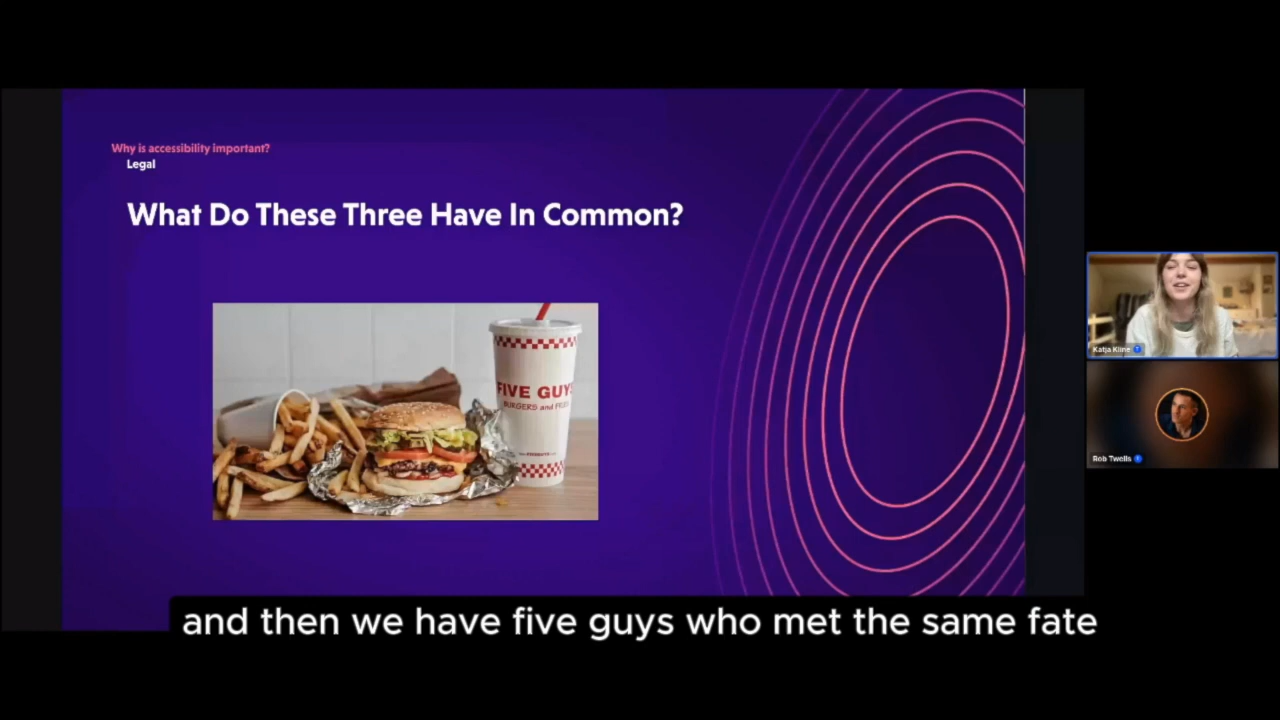 Why is accessibility important?
Legal
What Do These Three Have In Common?
FIVE GUYS
BURGERS and FRIES
Katja Kline
Rob Twells
and then we have five guys who met the same fate